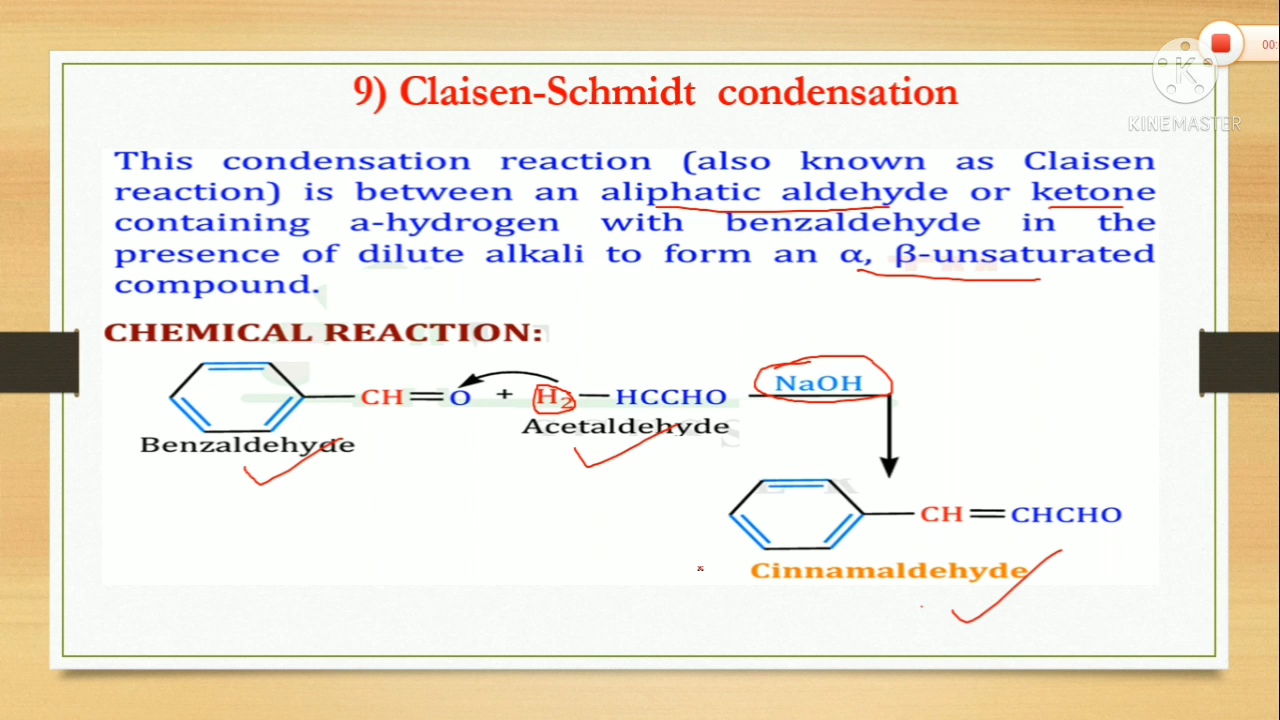 00:
KINEMASTER
9) Claisen-Schmidt condensation
This condensation reaction (also known as Claisen
reaction) is between an aliphatic aldehyde or ketone
containing a-hydrogen with benzaldehyde in the
presence of dilute alkali to form an α, β-unsaturated
compound.
CHEMICAL REACTION:
CH=O + H2-HCCHO NaOH
Benzaldehyde Acetaldehyde
CH=CHCHO
Cinnamaldehyde